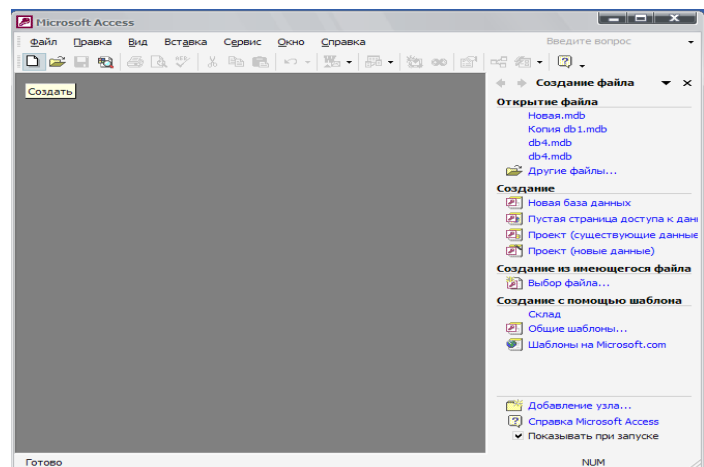 Microsoft Access
Файл Правка Вид Вставка Сервис Окно Справка Введите вопрос
Создать
Создание файла
Открытие файла
Новая.mdb
Копия db1.mdb
db4.mdb
db4.mdb
Другие файлы...
Создание
Новая база данных
Пустая страница доступа к дан
Проект (существующие данные
Проект (новые данные)
Создание из имеющегося файла
Выбор файла...
Создание с помощью шаблона
Склад
Общие шаблоны...
Шаблоны на Microsoft.com
Добавление узла...
Справка Microsoft Access
Показывать при запуске
Готово NUM